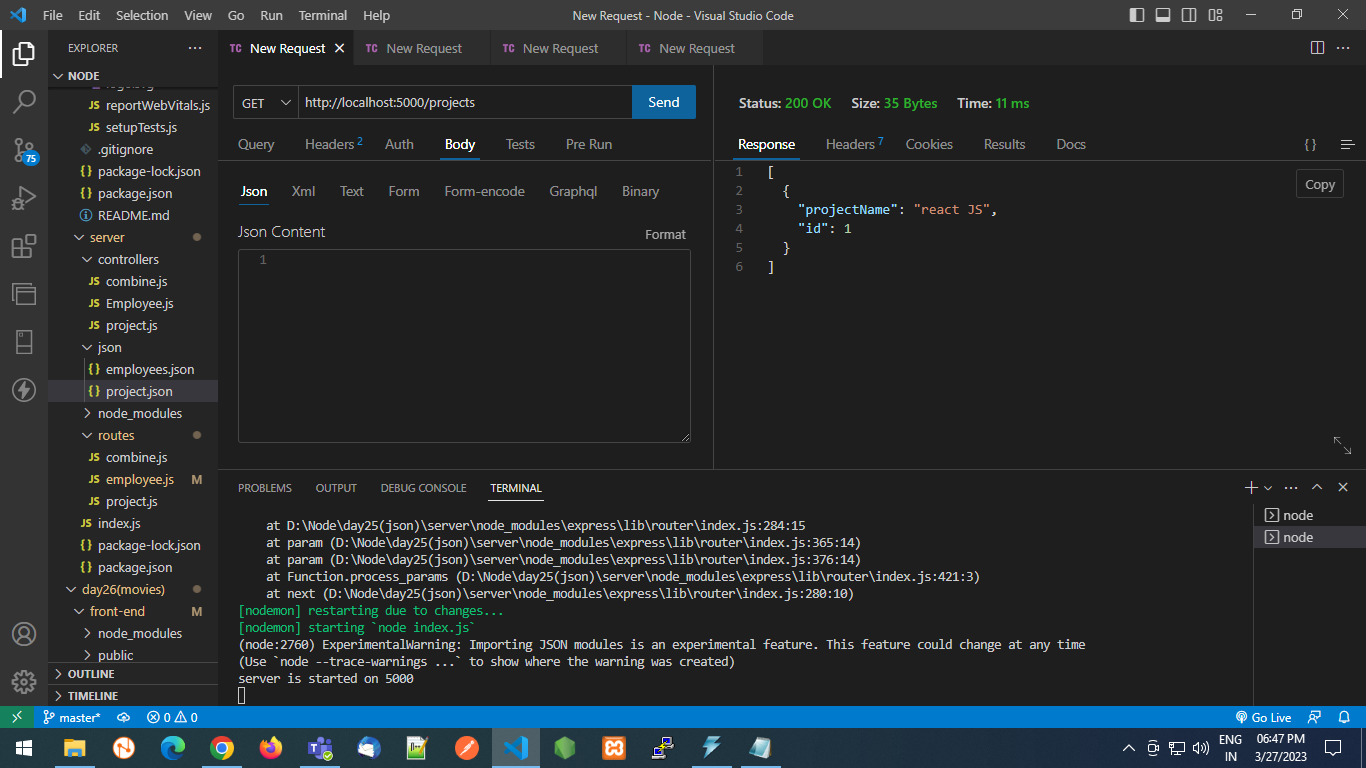 File Edit Selection View Go Run Terminal Help
New Request - Node - Visual Studio Code
EXPLORER
NODE
JS reportWebVitals.js
JS setupTests.js
.gitignore
{} package-lock.json
{} package.json
README.md
server
controllers
JS combine.js
JS Employee.js
JS project.js
json
{} employees.json
{} project.json
node_modules
routes
JS combine.js
JS employee.js M
JS project.js
JS index.js
{} package-lock.json
{} package.json
day26(movies)
front-end M
node_modules
public
OUTLINE
TIMELINE
75
TC New Request TC New Request TC New Request TC New Request
GET http://localhost:5000/projects Send
Query Headers 2 Auth Body Tests Pre Run
Json Xml Text Form Form-encode Graphql Binary
Json Content Format
1
Status: 200 OK Size: 35 Bytes Time: 11 ms
Response Headers 7 Cookies Results Docs { }
Copy
1 [
2 {
3 "projectName": "react JS",
4 "id": 1
5 }
6 ]
PROBLEMS OUTPUT DEBUG CONSOLE TERMINAL
at D:\Node\day25(json)\server\node_modules\express\lib\router\index.js:284:15
at param (D:\Node\day25(json)\server\node_modules\express\lib\router\index.js:365:14)
at param (D:\Node\day25(json)\server\node_modules\express\lib\router\index.js:376:14)
at Function.process_params (D:\Node\day25(json)\server\node_modules\express\lib\router\index.js:421:3)
at next (D:\Node\day25(json)\server\node_modules\express\lib\router\index.js:280:10)
[nodemon] restarting due to changes...
[nodemon] starting `node index.js`
(node:2760) ExperimentalWarning: Importing JSON modules is an experimental feature. This feature could change at any time
(Use `node --trace-warnings ...` to show where the warning was created)
server is started on 5000
node
node
master* 0 0
Go Live
ENG
IN
06:47 PM
3/27/2023